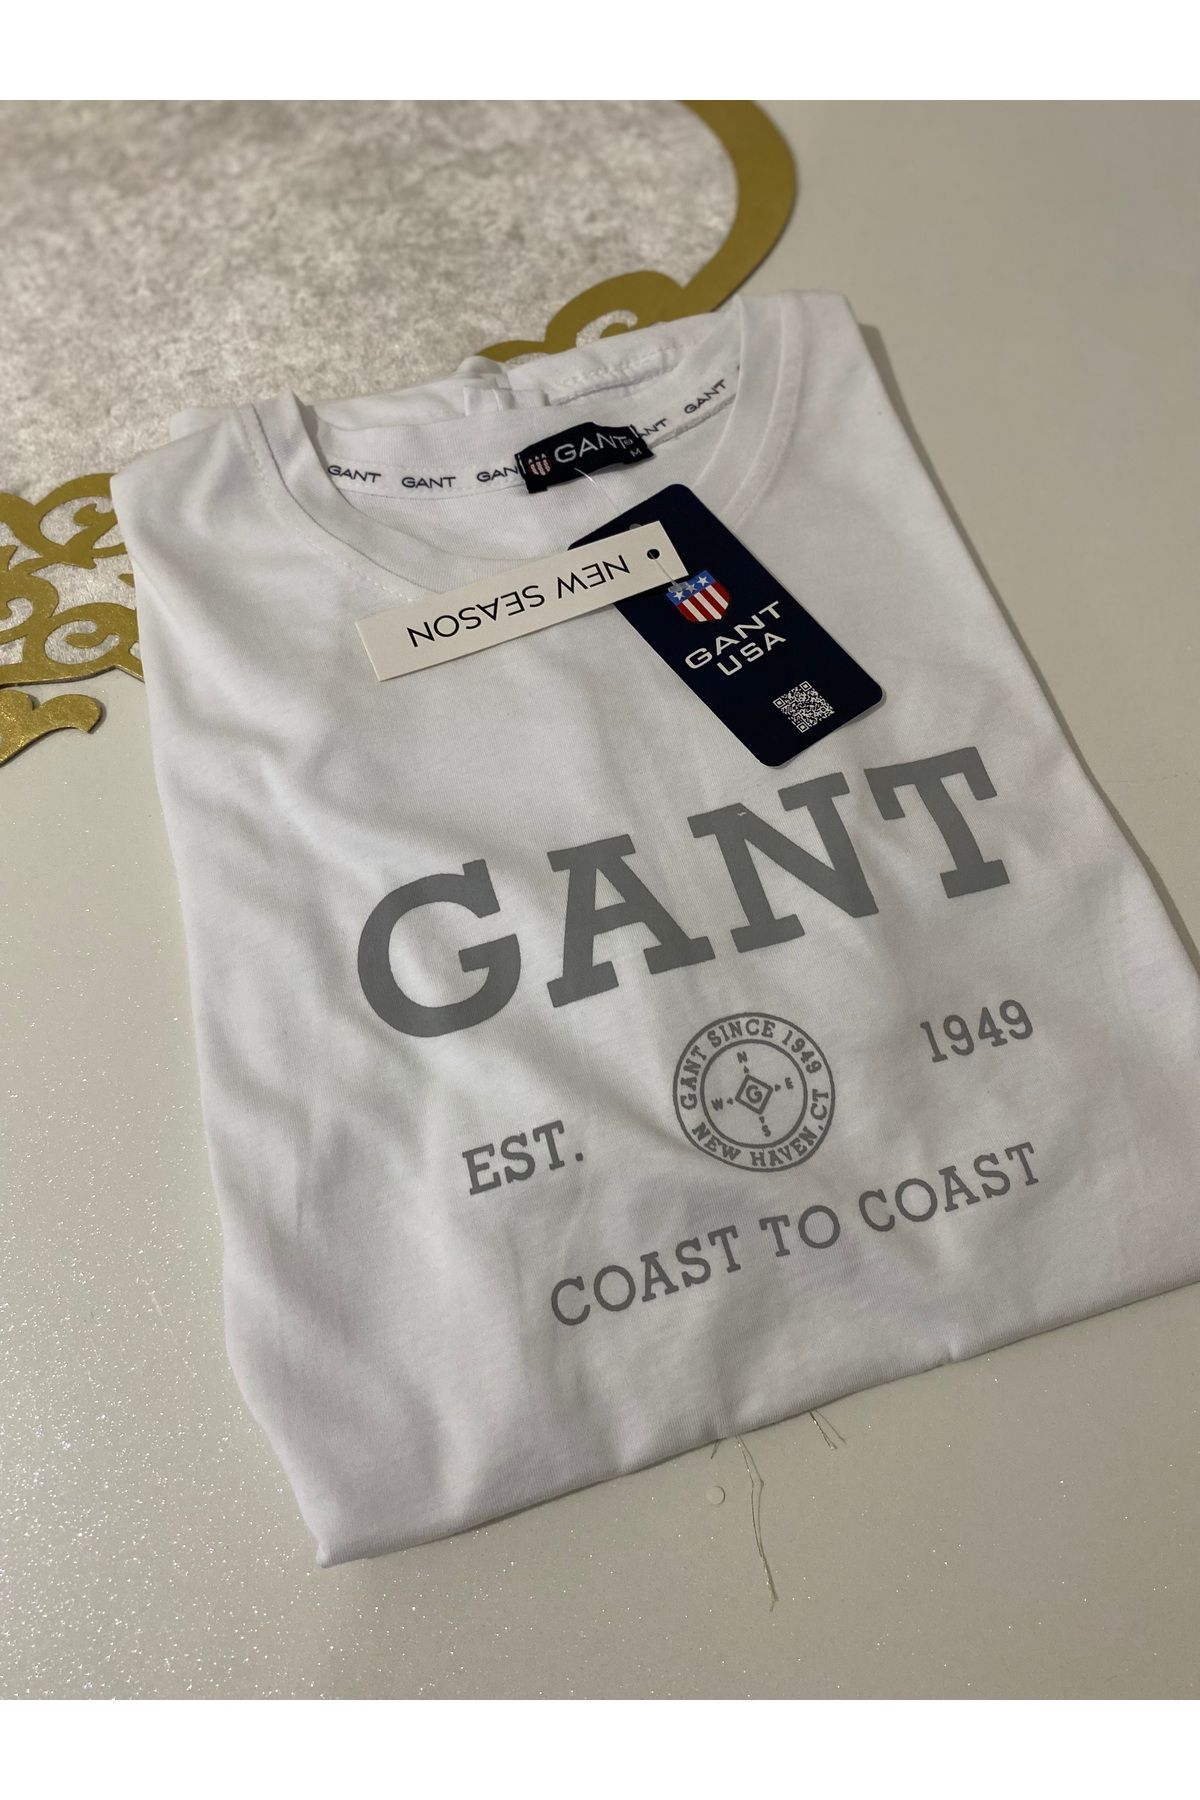 GANT GANT GANT
GANT
M
GANT
NEW SEASON
GANT
USA
GANT
EST. 1949
GANT SINCE 1949
N
W G E
S
NEW HAVEN, CT
COAST TO COAST